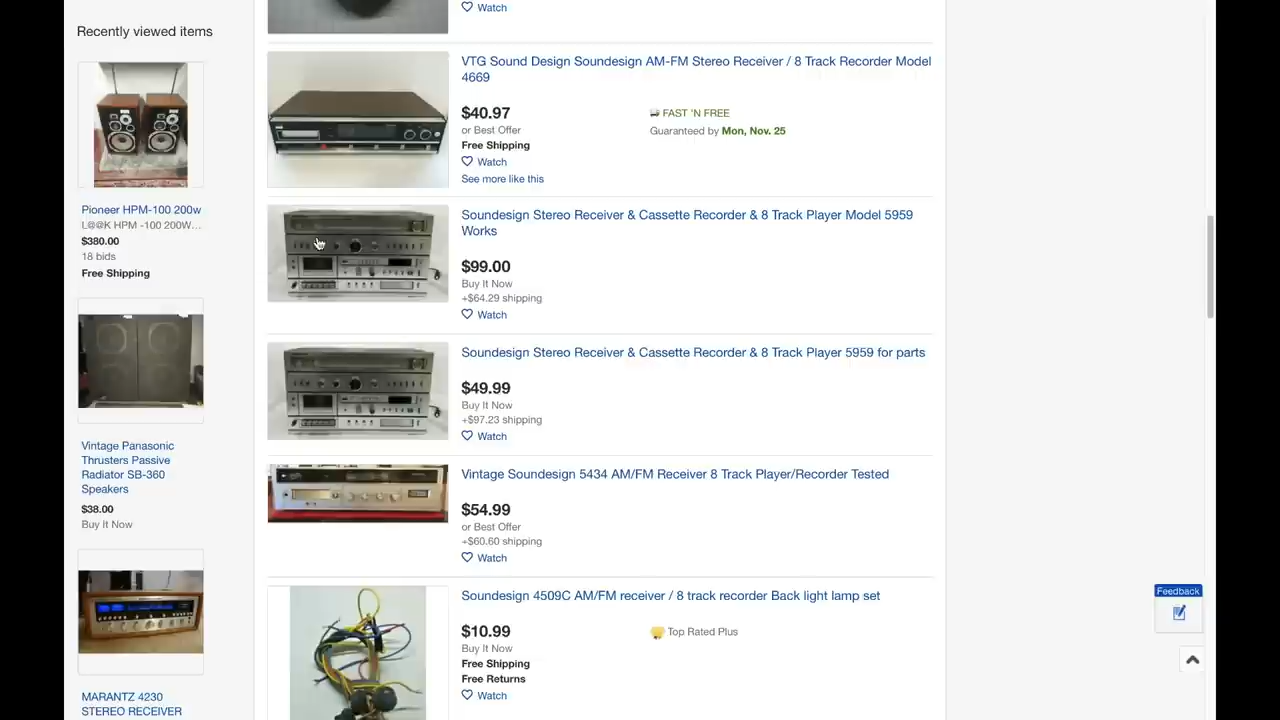 Recently viewed items
Pioneer HPM-100 200w
L@@K HPM -100 200W...
$380.00
18 bids
Free Shipping
Vintage Panasonic
Thrusters Passive
Radiator SB-360
Speakers
$38.00
Buy It Now
MARANTZ 4230
STEREO RECEIVER
Watch
VTG Sound Design Soundesign AM-FM Stereo Receiver / 8 Track Recorder Model
4669
$40.97
or Best Offer
Free Shipping
Watch
See more like this
FAST 'N FREE
Guaranteed by Mon, Nov. 25
Soundesign Stereo Receiver & Cassette Recorder & 8 Track Player Model 5959
Works
$99.00
Buy It Now
+$64.29 shipping
Watch
Soundesign Stereo Receiver & Cassette Recorder & 8 Track Player 5959 for parts
$49.99
Buy It Now
+$97.23 shipping
Watch
Vintage Soundesign 5434 AM/FM Receiver 8 Track Player/Recorder Tested
$54.99
or Best Offer
+$60.60 shipping
Watch
Soundesign 4509C AM/FM receiver / 8 track recorder Back light lamp set
$10.99
Buy It Now
Free Shipping
Free Returns
Watch
Top Rated Plus
Feedback